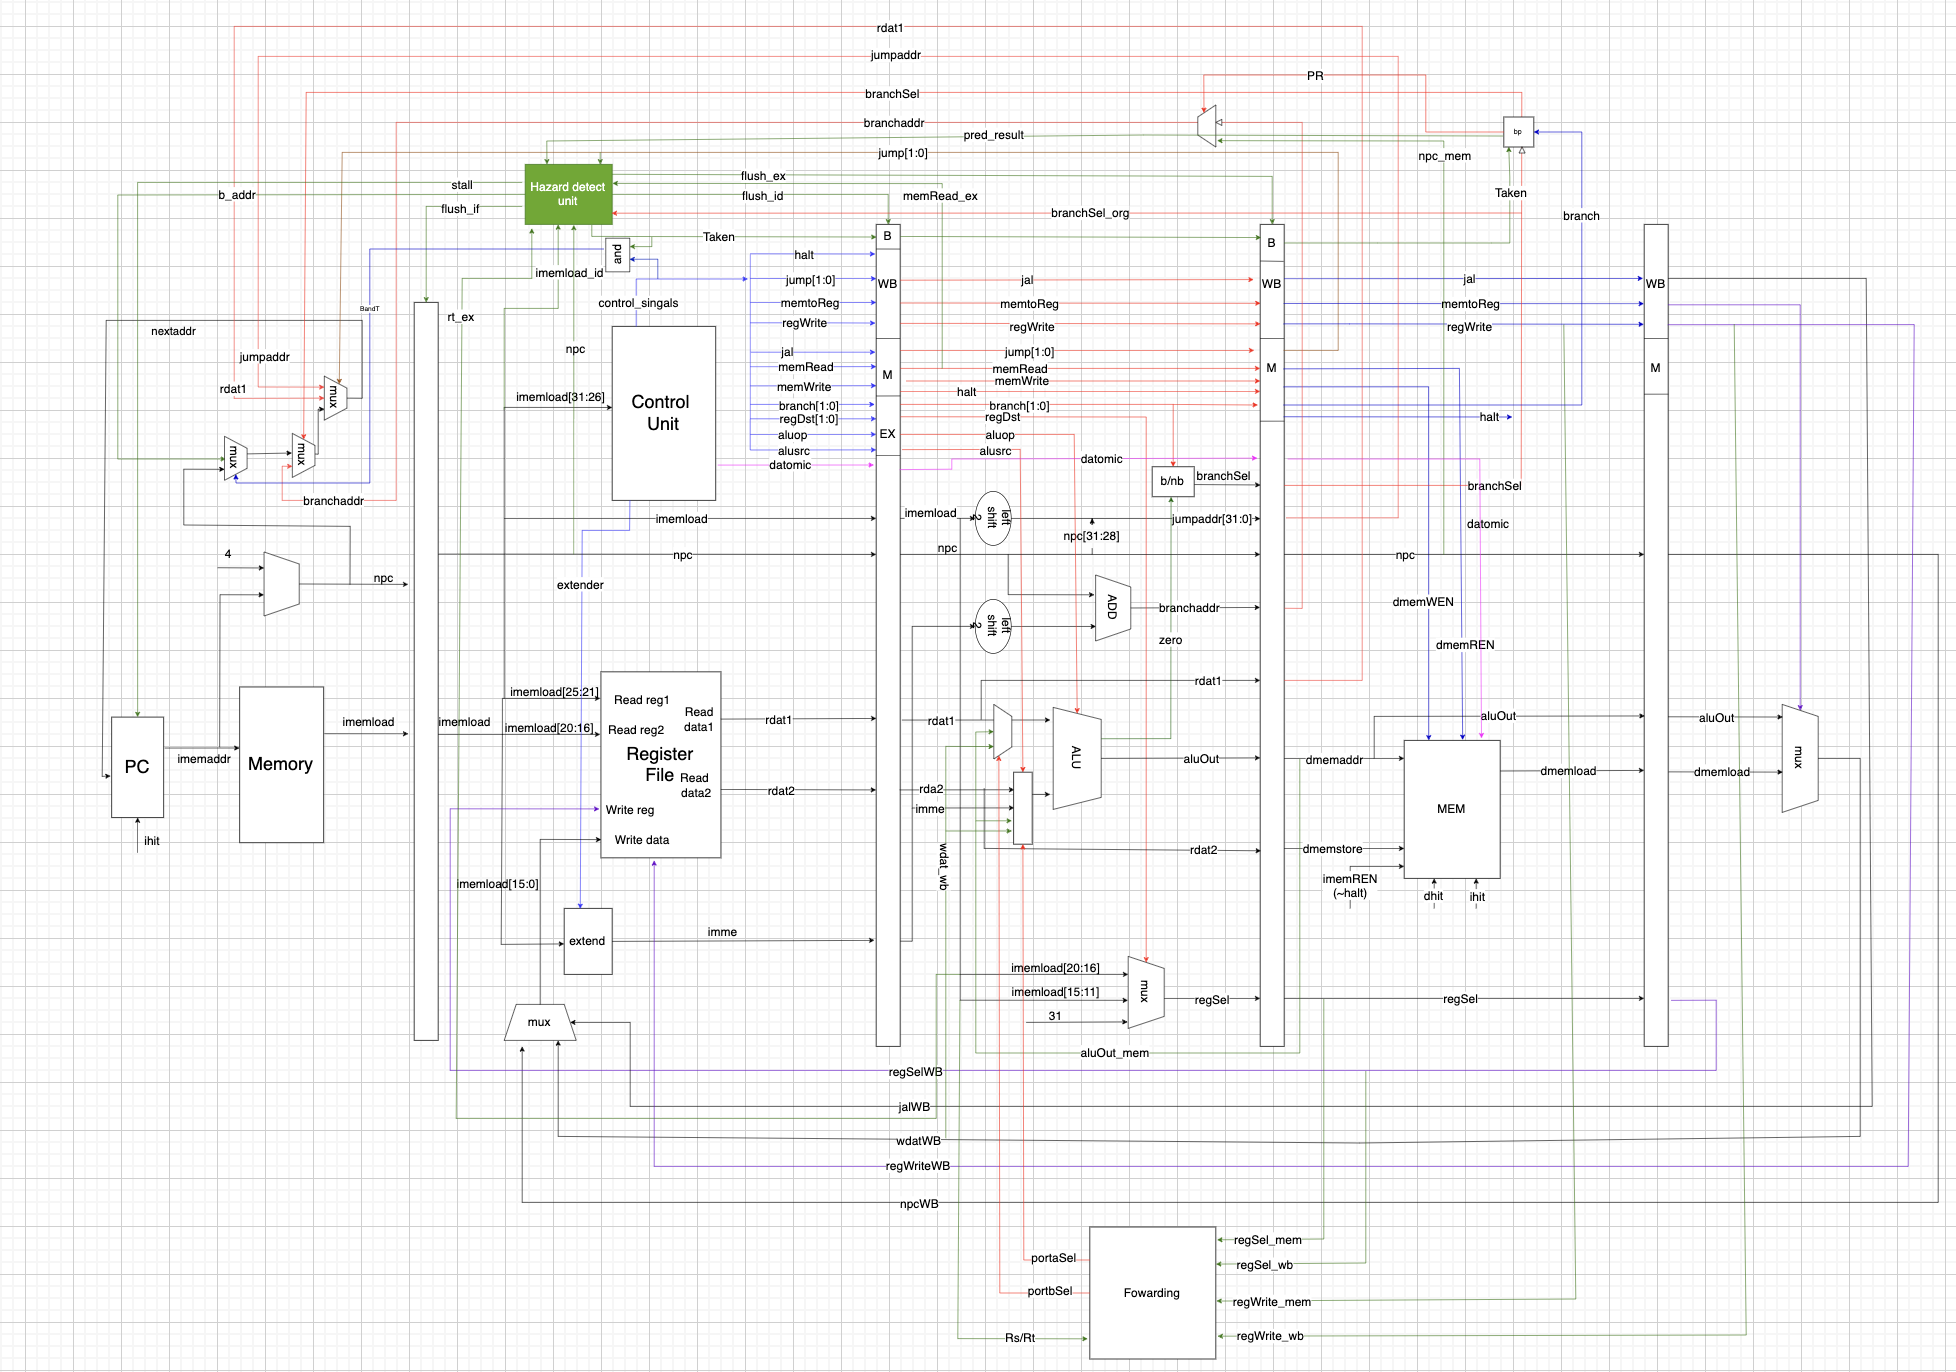 rdat1
jumpaddr
PR
branchSel
branchaddr
pred_result
bp
jump[1:0]
npc_mem
Hazard detect
unit
stall
flush_ex
b_addr
flush_id
memRead_ex
Taken
flush_if
branchSel_org
branch
Taken
B
B
and
halt
imemload_id
jump[1:0]
WB
jal
WB
jal
WB
control_singals
memtoReg
memtoReg
memtoReg
BandT
rt_ex
regWrite
regWrite
regWrite
nextaddr
npc
jal
jump[1:0]
jumpaddr
memRead
M
memRead
M
M
rdat1
mux
memWrite
memWrite
halt
imemload[31:26]
Control
Unit
branch[1:0]
branch[1:0]
regDst[1:0]
regDst
halt
aluop
EX
aluop
mux
mux
alusrc
alusrc
datomic
datomic
b/nb
branchSel
branchSel
branchaddr
imemload
imemload
left
shift
2
jumpaddr[31:0]
datomic
npc[31:28]
4
npc
npc
npc
npc
extender
ADD
branchaddr
dmemWEN
left
shift
2
zero
dmemREN
rdat1
imemload[25:21]
Read reg1
Read
data1
imemload
imemload
imemload[20:16]
Read reg2
rdat1
rdat1
aluOut
aluOut
PC
imemaddr
Memory
Register
File
Read
data2
ALU
aluOut
dmemaddr
mux
dmemload
dmemload
rdat2
rda2
imme
Write reg
MEM
ihit
Write data
wdat_wb
rdat2
dmemstore
imemload[15:0]
imemREN
(~halt)
dhit
ihit
extend
imme
imemload[20:16]
imemload[15:11]
mux
regSel
regSel
31
mux
aluOut_mem
regSelWB
jalWB
wdatWB
regWriteWB
npcWB
regSel_mem
portaSel
regSel_wb
portbSel
Fowarding
regWrite_mem
Rs/Rt
regWrite_wb